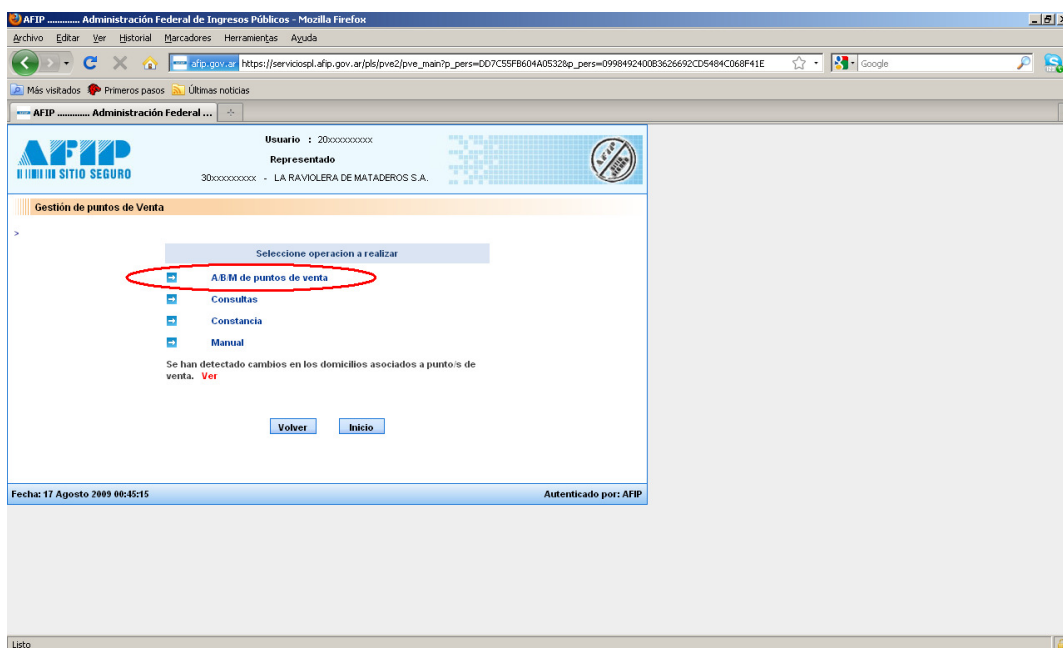 AFIP ............. Administración Federal de Ingresos Públicos - Mozilla Firefox
Archivo Editar Ver Historial Marcadores Herramientas Ayuda
afip.gov.ar https://serviciospl.afip.gov.ar/pls/pve2/pve_main?p_pers=DD7C55FB604A0532&p_pers=0998492400B3626692CD5484C068F41E
Google
Más visitados Primeros pasos Últimas noticias
AFIP ............. Administración Federal ...
AFIP
SITIO SEGURO
Usuario : 20xxxxxxxxx
Representado
30xxxxxxxxx - LA RAVIOLERA DE MATADEROS S.A.
AFIP
SITIO
SEGURO
Gestión de puntos de Venta
>
Seleccione operacion a realizar
A/B/M de puntos de venta
Consultas
Constancia
Manual
Se han detectado cambios en los domicilios asociados a punto/s de
venta. Ver
Volver Inicio
Fecha: 17 Agosto 2009 00:45:15 Autenticado por: AFIP
Listo